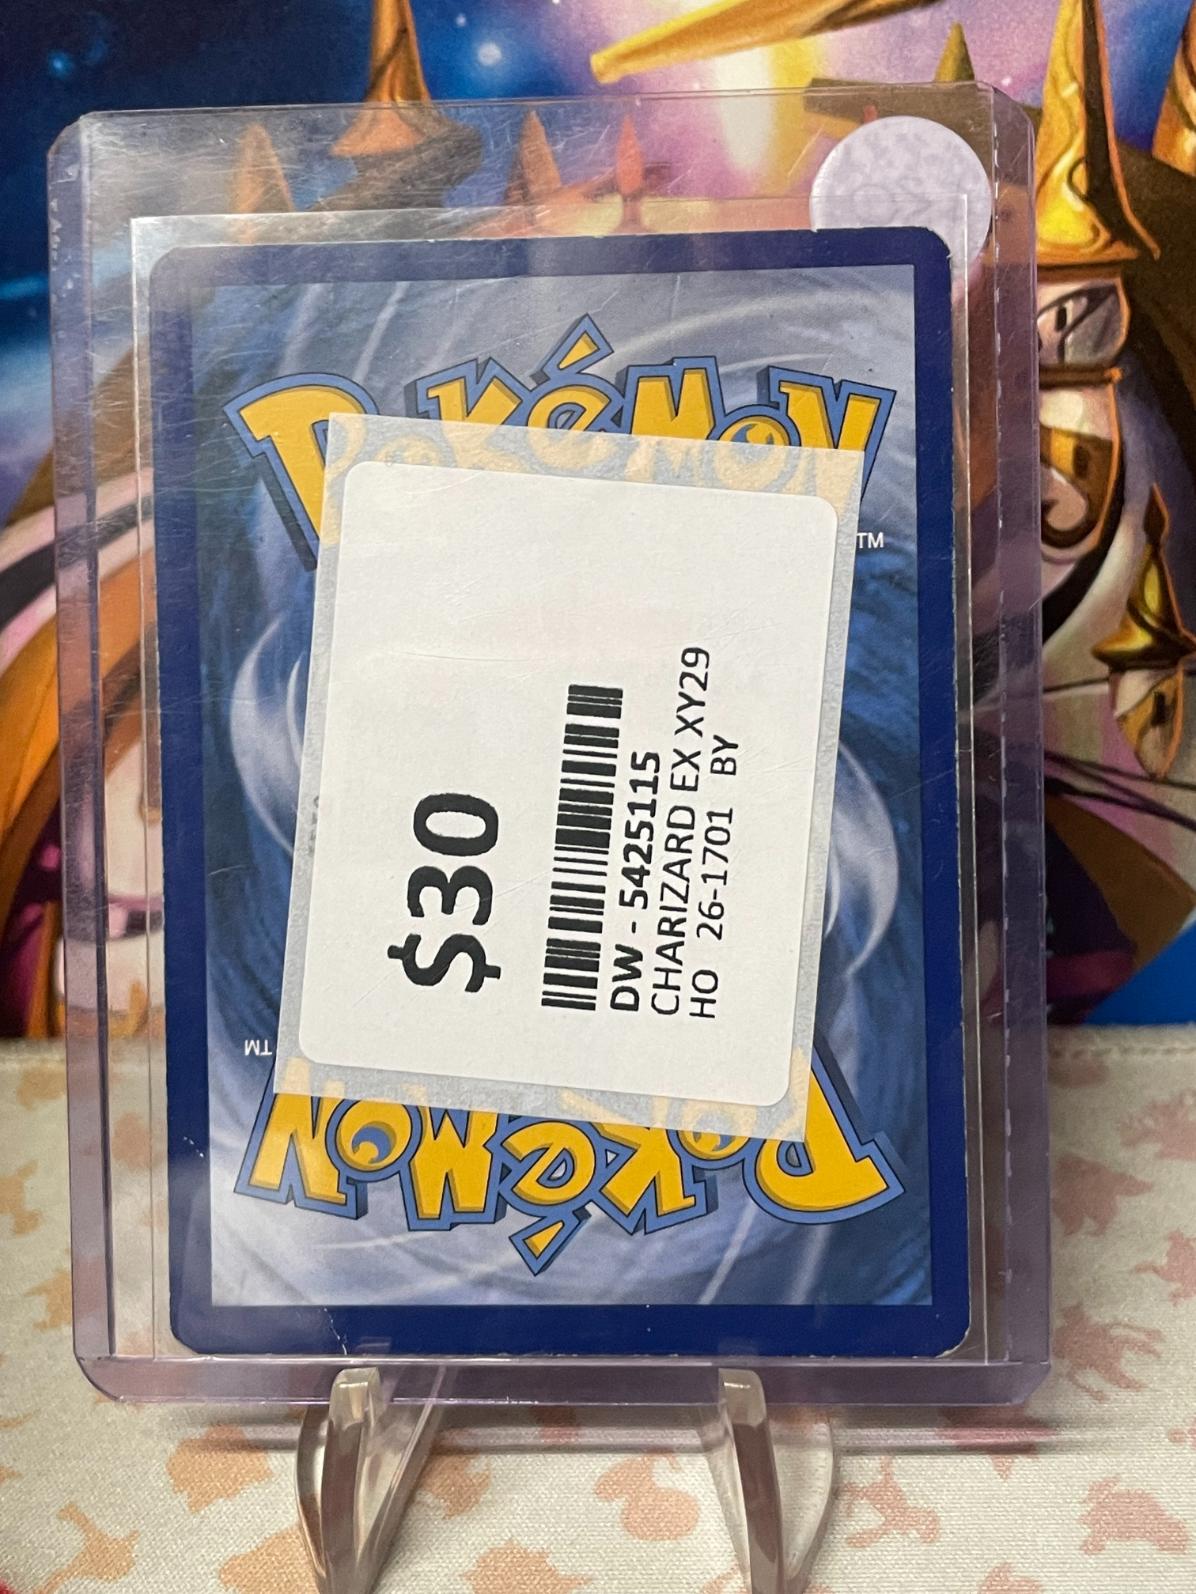 Pokémon
TM
$30
DW - 5425115
CHARIZARD EX XY29
HO 26-1701 BY
TM
Pokémon